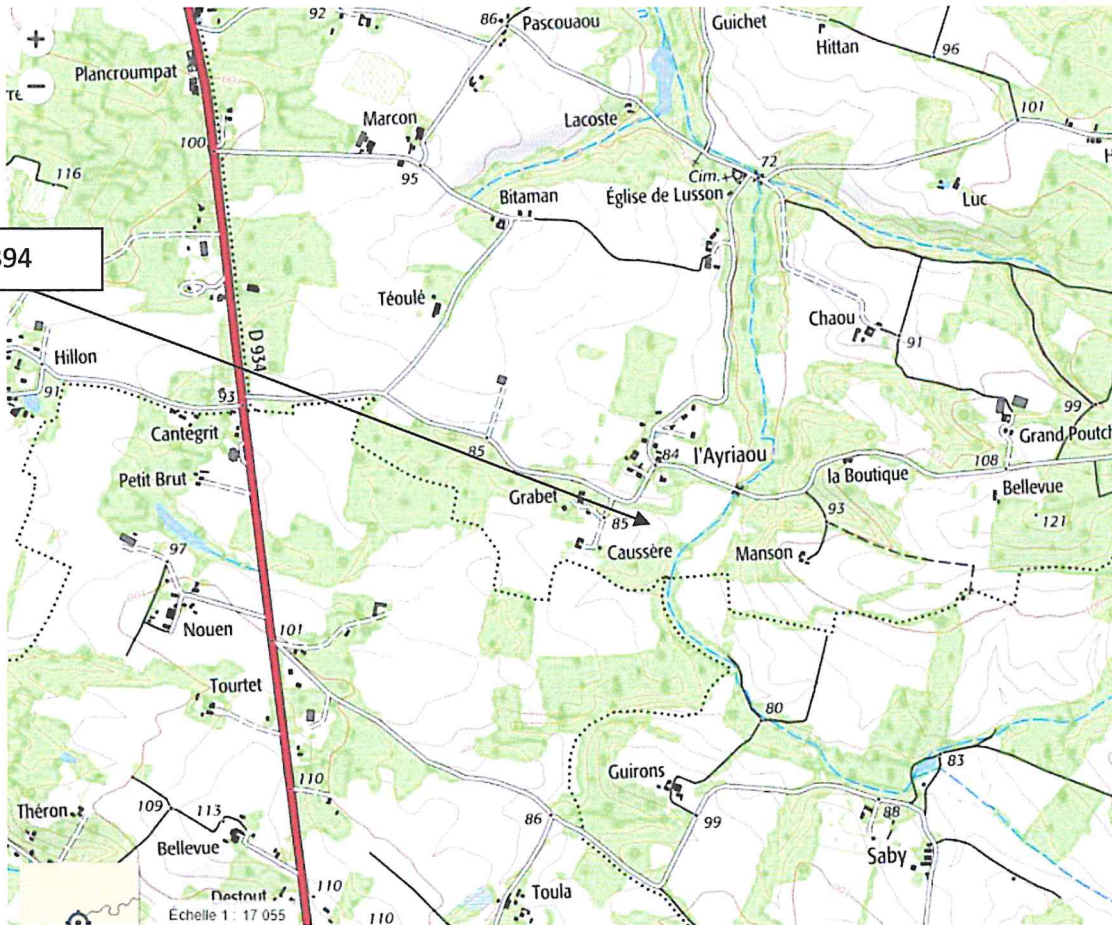 92
86
Pascouaou
Guichet
Hittan
96
+
Plancroumpat
−
101
Marcon
Lacoste
100
95
72
116
Cim.
Bitaman
Église de Lusson
Luc
394
Téoulé
Chaou
91
D 934
Hillon
91
93
99
Cantegrit
Grand Poutch
85
84
l'Ayriaou
108
Petit Brut
la Boutique
Bellevue
Grabet
85
93
121
97
Caussère
Manson
Nouen
101
Tourtet
80
83
Guirons
110
Théron
109
113
86
99
88
Bellevue
Saby
Destout
110
Toula
110
Échelle 1 : 17 055